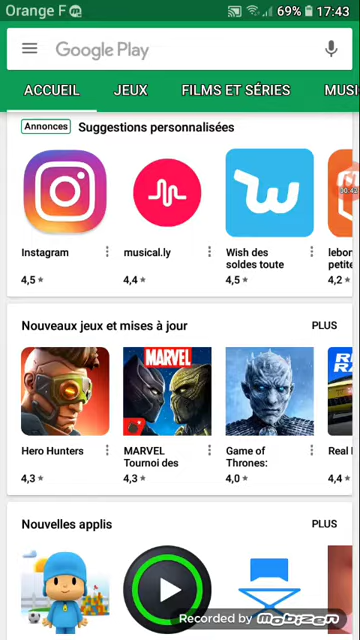 Orange F
69% 17:43
Google Play
ACCUEIL JEUX FILMS ET SÉRIES MUSI
Annonces Suggestions personnalisées
Instagram
4,5
musical.ly
4,4
Wish des
soldes toute
4,5
lebon
petite
4,2
Nouveaux jeux et mises à jour PLUS
MARVEL
Hero Hunters
4,3
MARVEL
Tournoi des
4,3
Game of
Thrones:
4,0
Real
4,4
Nouvelles applis PLUS
Recorded by mobizen